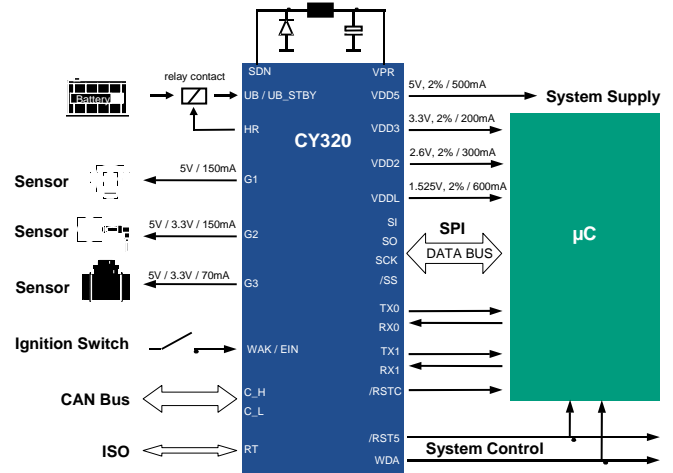 SDN
VPR
relay contact
Battery
UB / UB_STBY
VDD5
5V, 2% / 500mA
System Supply
HR
CY320
VDD3
3.3V, 2% / 200mA
VDD2
2.6V, 2% / 300mA
Sensor
5V / 150mA
G1
VDDL
1.525V, 2% / 600mA
Sensor
5V / 3.3V / 150mA
G2
SI
SO
SCK
/SS
SPI
DATA BUS
µC
Sensor
5V / 3.3V / 70mA
G3
TX0
RX0
Ignition Switch
WAK / EIN
TX1
RX1
CAN Bus
C_H
C_L
/RSTC
ISO
RT
/RST5
System Control
WDA